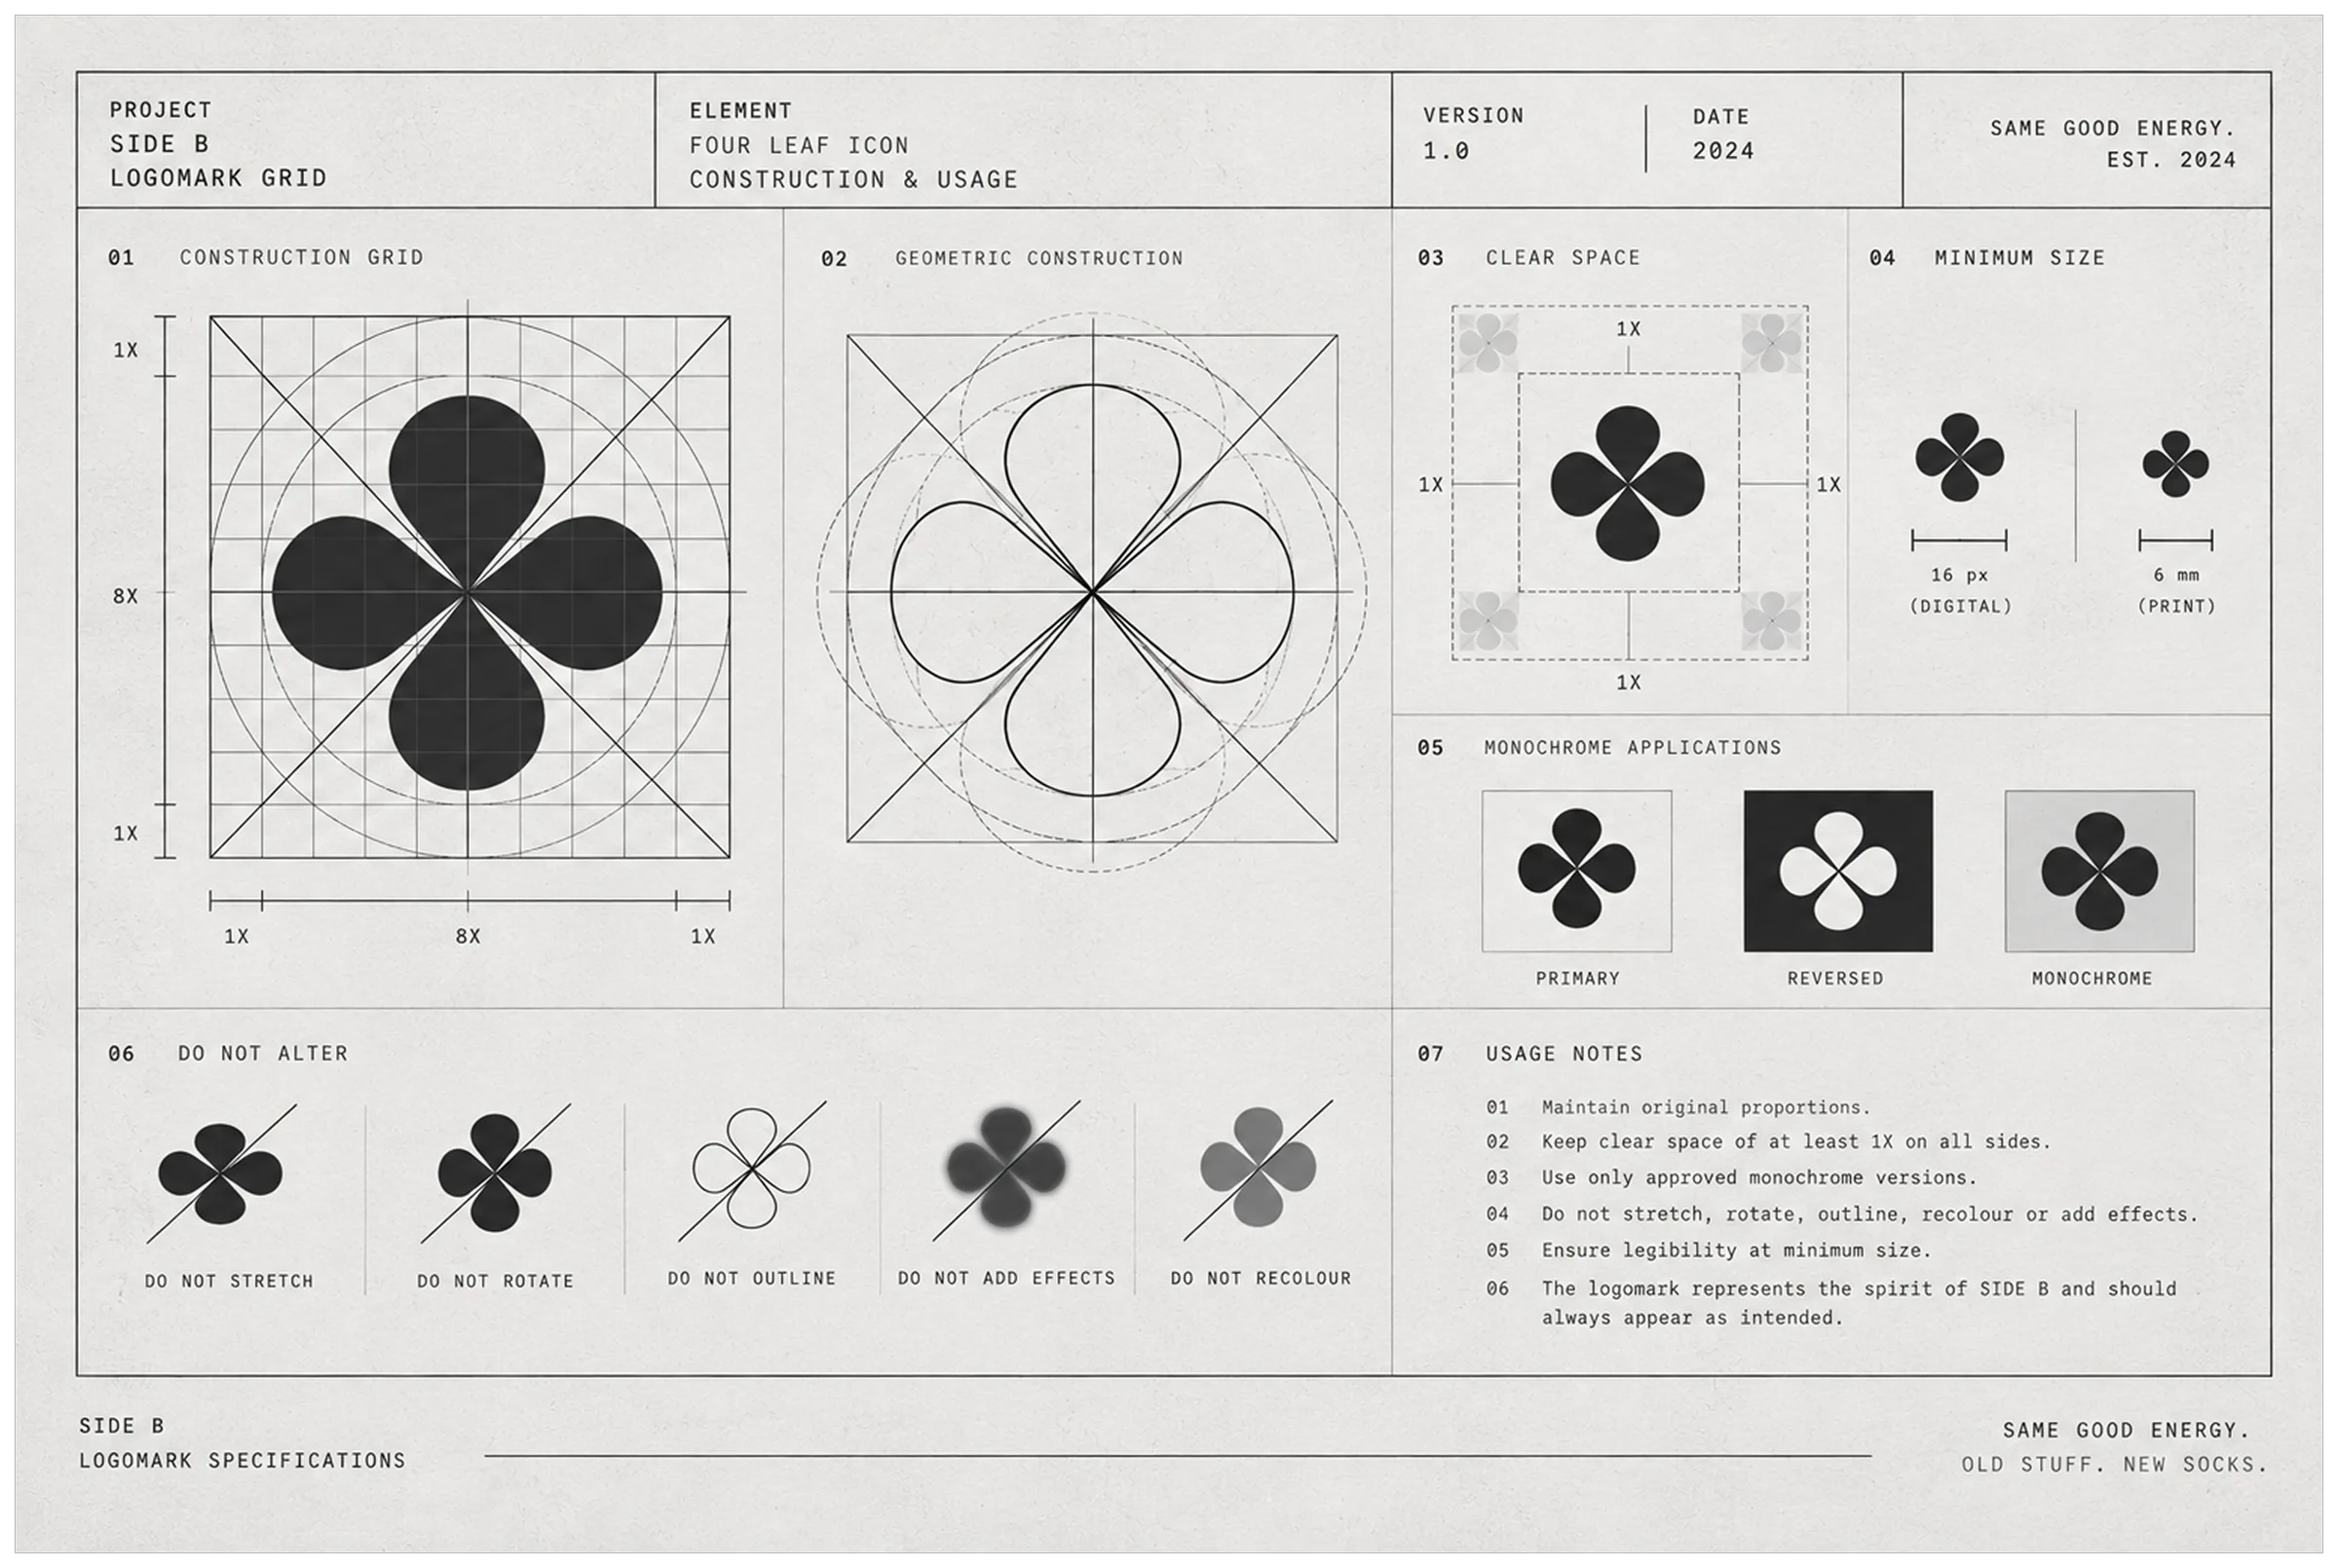 PROJECT
SIDE B
LOGOMARK GRID
ELEMENT
FOUR LEAF ICON
CONSTRUCTION & USAGE
VERSION
1.0
DATE
2024
SAME GOOD ENERGY.
EST. 2024
01 CONSTRUCTION GRID
1X
8X
1X
1X 8X 1X
02 GEOMETRIC CONSTRUCTION
03 CLEAR SPACE
1X
1X 1X
1X
04 MINIMUM SIZE
16 px
(DIGITAL)
6 mm
(PRINT)
05 MONOCHROME APPLICATIONS
PRIMARY
REVERSED
MONOCHROME
06 DO NOT ALTER
DO NOT STRETCH
DO NOT ROTATE
DO NOT OUTLINE
DO NOT ADD EFFECTS
DO NOT RECOLOUR
07 USAGE NOTES
01 Maintain original proportions.
02 Keep clear space of at least 1X on all sides.
03 Use only approved monochrome versions.
04 Do not stretch, rotate, outline, recolour or add effects.
05 Ensure legibility at minimum size.
06 The logomark represents the spirit of SIDE B and should
always appear as intended.
SIDE B
LOGOMARK SPECIFICATIONS
SAME GOOD ENERGY.
OLD STUFF. NEW SOCKS.